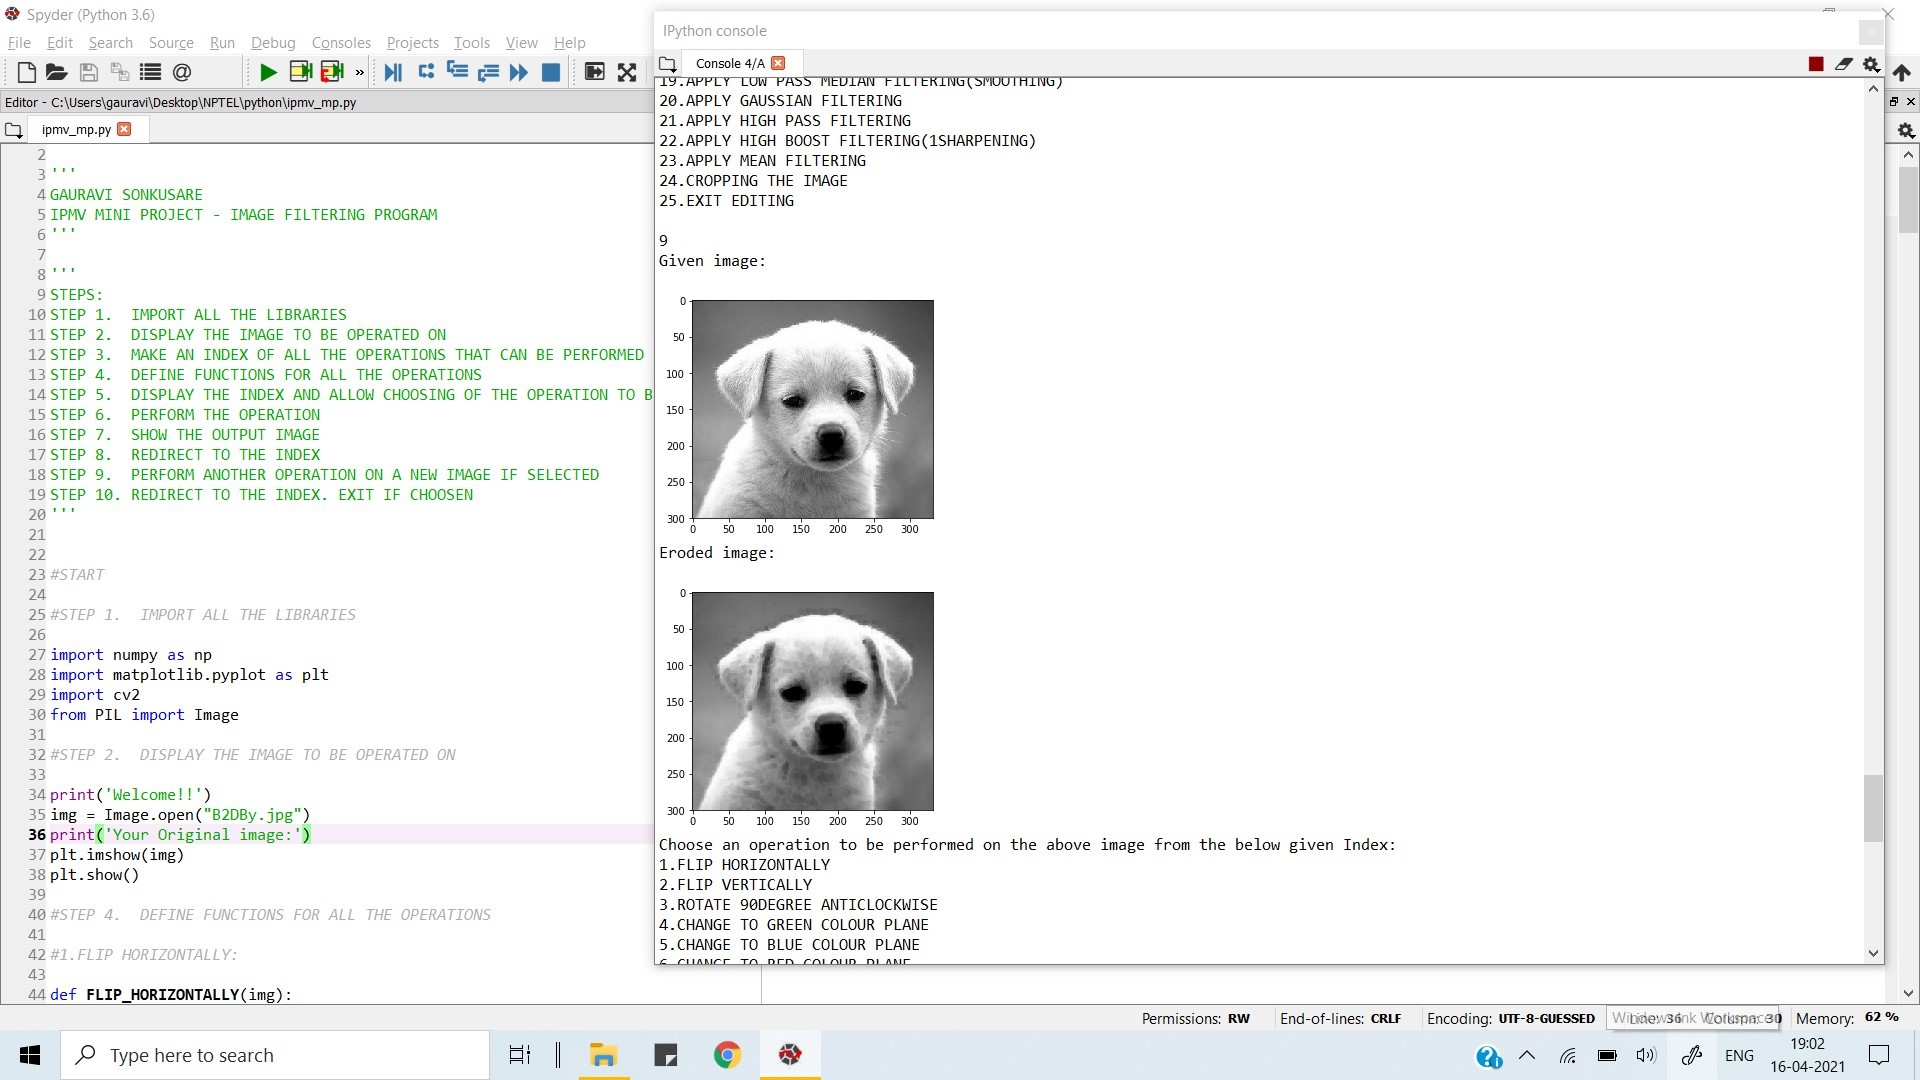 Spyder (Python 3.6)
File Edit Search Source Run Debug Consoles Projects Tools View Help
Editor - C:\Users\gauravi\Desktop\NPTEL\python\ipmv_mp.py
ipmv_mp.py
2
3 '''
4 GAURAVI SONKUSARE
5 IPMV MINI PROJECT - IMAGE FILTERING PROGRAM
6 '''
7
8 '''
9 STEPS:
10 STEP 1.  IMPORT ALL THE LIBRARIES
11 STEP 2.  DISPLAY THE IMAGE TO BE OPERATED ON
12 STEP 3.  MAKE AN INDEX OF ALL THE OPERATIONS THAT CAN BE PERFORMED
13 STEP 4.  DEFINE FUNCTIONS FOR ALL THE OPERATIONS
14 STEP 5.  DISPLAY THE INDEX AND ALLOW CHOOSING OF THE OPERATION TO B
15 STEP 6.  PERFORM THE OPERATION
16 STEP 7.  SHOW THE OUTPUT IMAGE
17 STEP 8.  REDIRECT TO THE INDEX
18 STEP 9.  PERFORM ANOTHER OPERATION ON A NEW IMAGE IF SELECTED
19 STEP 10. REDIRECT TO THE INDEX. EXIT IF CHOOSEN
20 '''
21
22
23 #START
24
25 #STEP 1.  IMPORT ALL THE LIBRARIES
26
27 import numpy as np
28 import matplotlib.pyplot as plt
29 import cv2
30 from PIL import Image
31
32 #STEP 2.  DISPLAY THE IMAGE TO BE OPERATED ON
33
34 print('Welcome!!')
35 img = Image.open("B2DBy.jpg")
36 print('Your Original image:')
37 plt.imshow(img)
38 plt.show()
39
40 #STEP 4.  DEFINE FUNCTIONS FOR ALL THE OPERATIONS
41
42 #1.FLIP HORIZONTALLY:
43
44 def FLIP_HORIZONTALLY(img):
IPython console
Console 4/A
19.APPLY LOW PASS MEDIAN FILTERING(SMOOTHING)
20.APPLY GAUSSIAN FILTERING
21.APPLY HIGH PASS FILTERING
22.APPLY HIGH BOOST FILTERING(1SHARPENING)
23.APPLY MEAN FILTERING
24.CROPPING THE IMAGE
25.EXIT EDITING
9
Given image:
0
50
100
150
200
250
300
0 50 100 150 200 250 300
Eroded image:
0
50
100
150
200
250
300
0 50 100 150 200 250 300
Choose an operation to be performed on the above image from the below given Index:
1.FLIP HORIZONTALLY
2.FLIP VERTICALLY
3.ROTATE 90DEGREE ANTICLOCKWISE
4.CHANGE TO GREEN COLOUR PLANE
5.CHANGE TO BLUE COLOUR PLANE
6.CHANGE TO RED COLOUR PLANE
Permissions: RW End-of-lines: CRLF Encoding: UTF-8-GUESSED Line: 36 Column: 30 Memory: 62 %
Windows Ink Workspace
Type here to search
ENG
19:02
16-04-2021